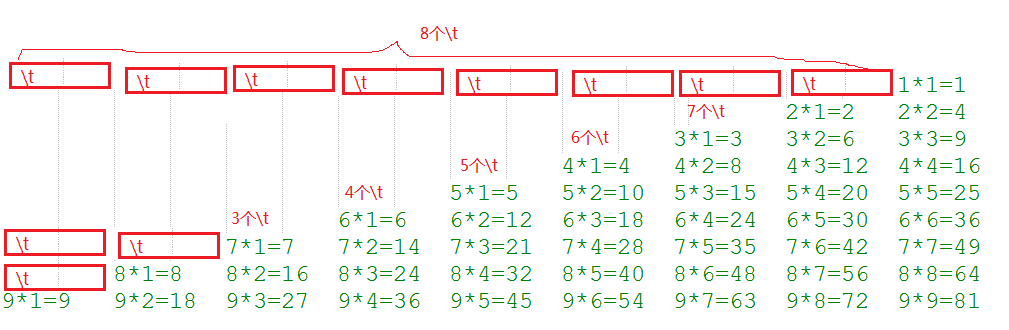 8个\t
\t \t \t \t \t \t \t \t 1*1=1
7个\t 2*1=2 2*2=4
6个\t 3*1=3 3*2=6 3*3=9
5个\t 4*1=4 4*2=8 4*3=12 4*4=16
4个\t 5*1=5 5*2=10 5*3=15 5*4=20 5*5=25
3个\t 6*1=6 6*2=12 6*3=18 6*4=24 6*5=30 6*6=36
\t \t 7*1=7 7*2=14 7*3=21 7*4=28 7*5=35 7*6=42 7*7=49
\t 8*1=8 8*2=16 8*3=24 8*4=32 8*5=40 8*6=48 8*7=56 8*8=64
9*1=9 9*2=18 9*3=27 9*4=36 9*5=45 9*6=54 9*7=63 9*8=72 9*9=81